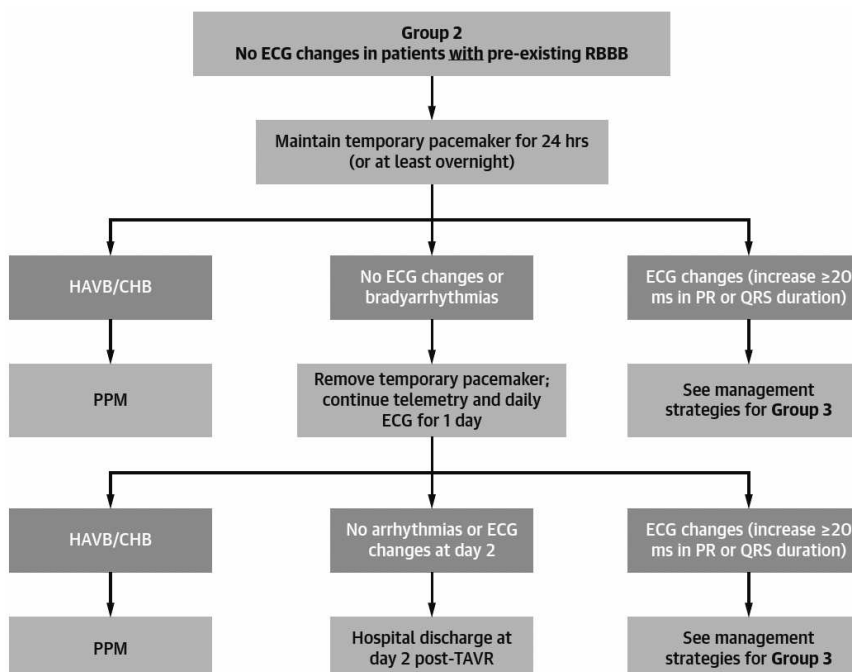 Group 2
No ECG changes in patients with pre-existing RBBB
Maintain temporary pacemaker for 24 hrs
(or at least overnight)
HAVB/CHB
No ECG changes or
bradyarrhythmias
ECG changes (increase ≥20
ms in PR or QRS duration)
PPM
Remove temporary pacemaker;
continue telemetry and daily
ECG for 1 day
See management
strategies for Group 3
HAVB/CHB
No arrhythmias or ECG
changes at day 2
ECG changes (increase ≥20
ms in PR or QRS duration)
PPM
Hospital discharge at
day 2 post-TAVR
See management
strategies for Group 3